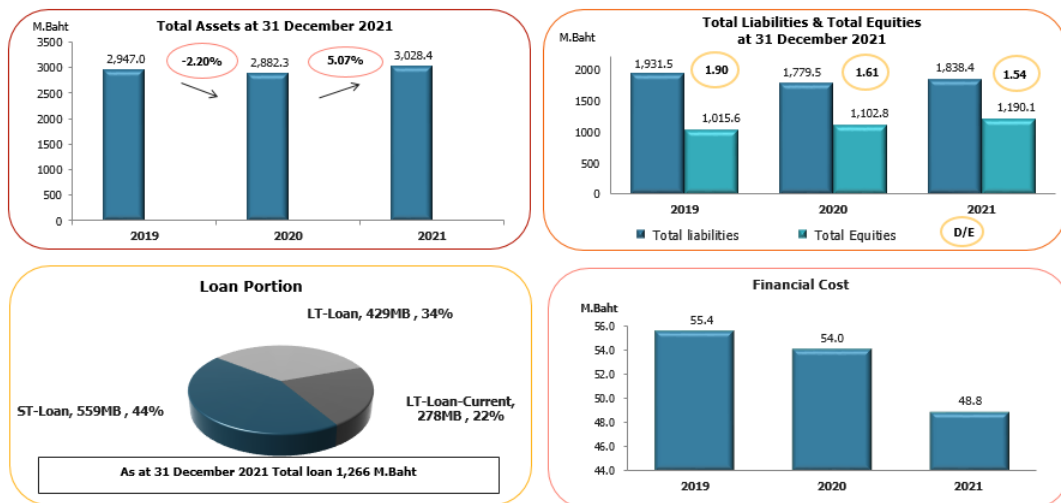 Total Assets at 31 December 2021
M.Baht
3500
3000
2500
2000
1500
1000
500
0
2,947.0
-2.20%
2,882.3
5.07%
3,028.4
2019
2020
2021
Total Liabilities & Total Equities
at 31 December 2021
M.Baht
2000
1500
1000
500
0
1,931.5
1.90
1,015.6
1,779.5
1.61
1,102.8
1,838.4
1.54
1,190.1
2019
2020
2021
Total liabilities
Total Equities
D/E
Loan Portion
LT-Loan, 429MB , 34%
ST-Loan, 559MB , 44%
LT-Loan-Current,
278MB , 22%
As at 31 December 2021 Total loan 1,266 M.Baht
Financial Cost
M.Baht
56.0
54.0
52.0
50.0
48.0
46.0
44.0
55.4
54.0
48.8
2019
2020
2021